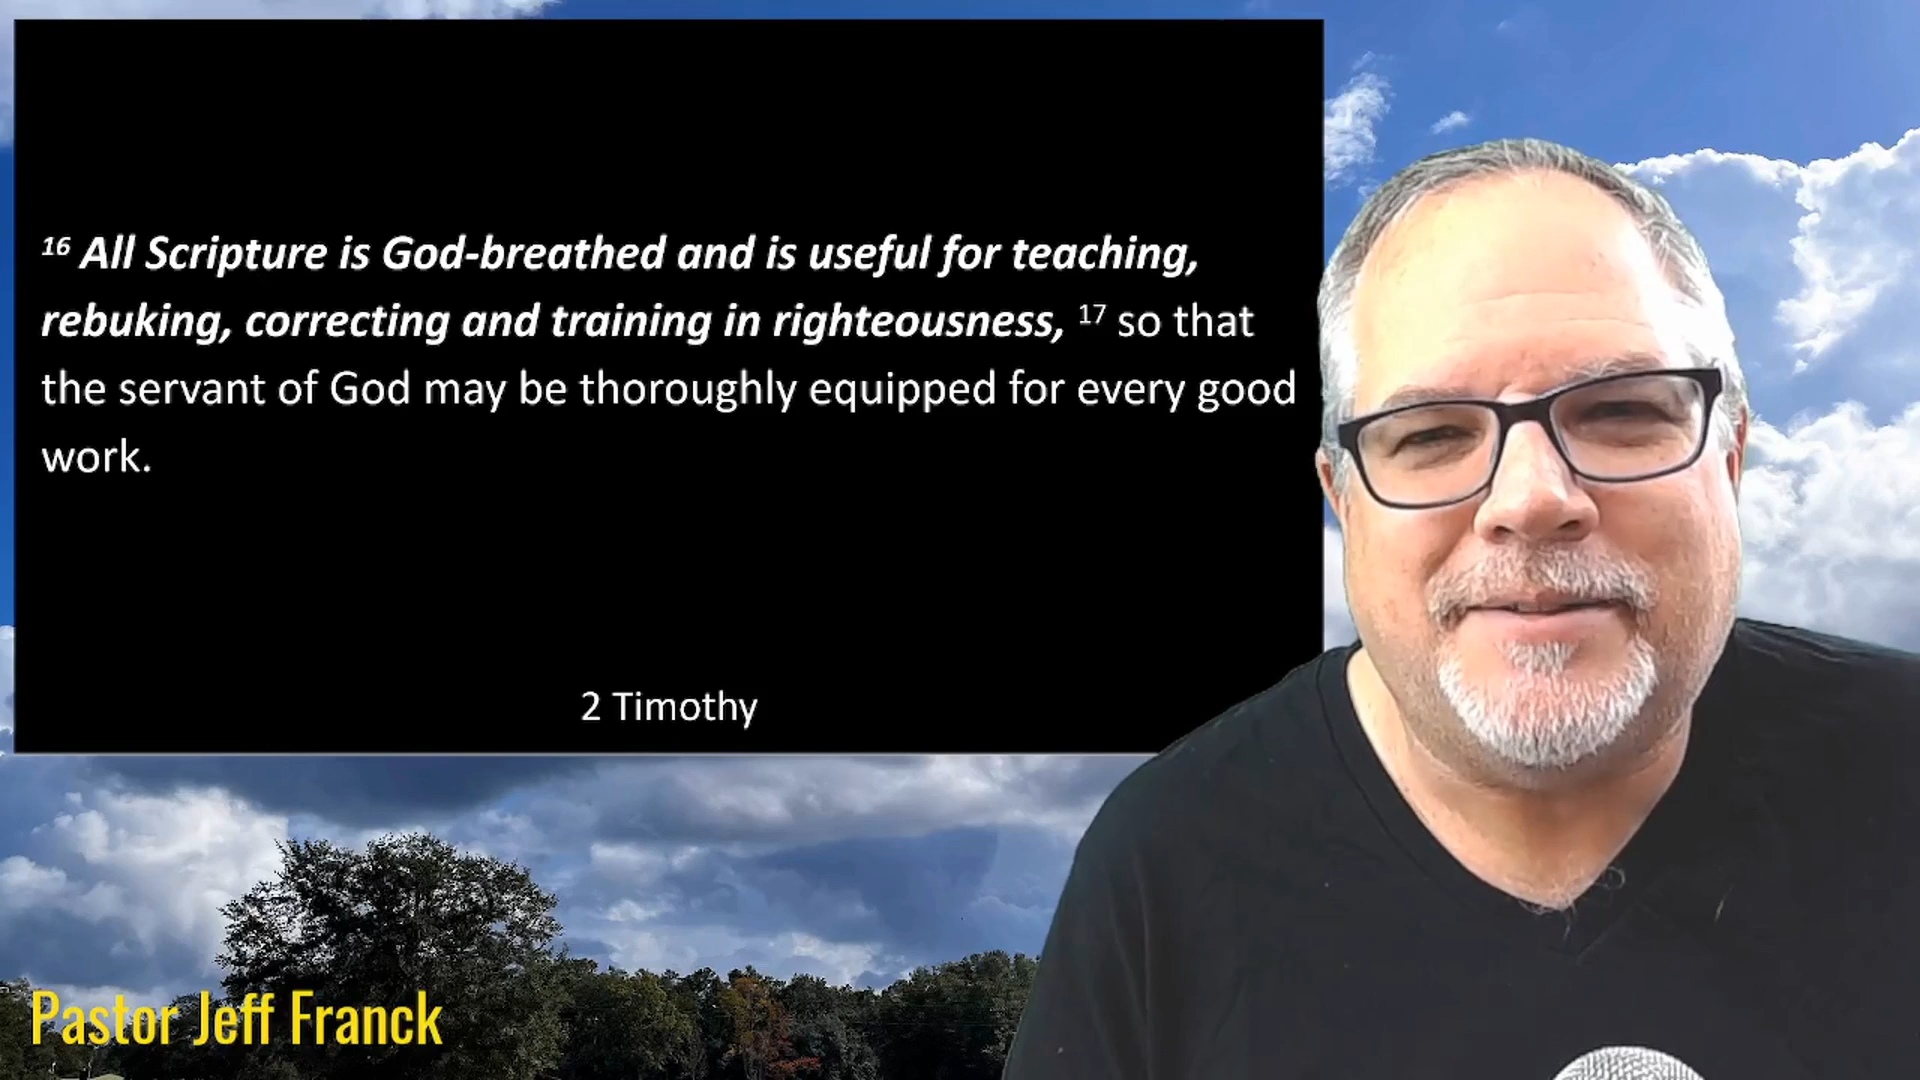 16 All Scripture is God-breathed and is useful for teaching,
rebuking, correcting and training in righteousness, 17 so that
the servant of God may be thoroughly equipped for every good
work.
2 Timothy
Pastor Jeff Franck